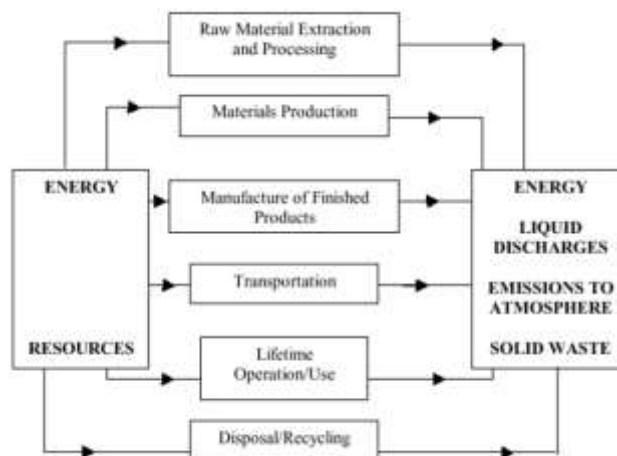 Raw Material Extraction
and Processing
Materials Production
ENERGY
RESOURCES
Manufacture of Finished
Products
Transportation
Lifetime
Operation/Use
Disposal/Recycling
ENERGY
LIQUID
DISCHARGES
EMISSIONS TO
ATMOSPHERE
SOLID WASTE